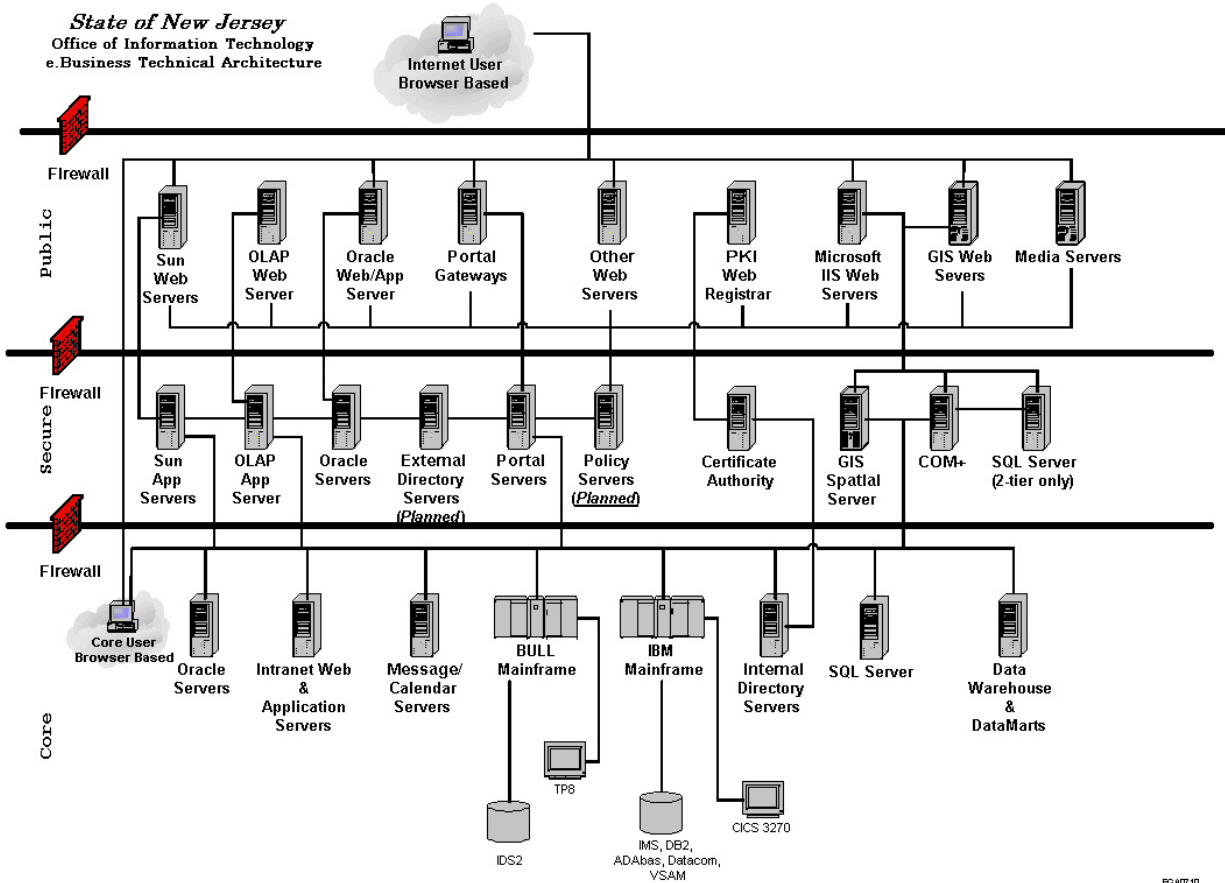 State of New Jersey
Office of Information Technology
e.Business Technical Architecture
Internet User
Browser Based
Firewall
Public
Sun
Web
Servers
OLAP
Web
Server
Oracle
Web/App
Server
Portal
Gateways
Other
Web
Servers
PKI
Web
Registrar
Microsoft
IIS Web
Servers
GIS Web
Severs
Media Servers
Firewall
Secure
Sun
App
Servers
OLAP
App
Server
Oracle
Servers
External
Directory
Servers
(Planned)
Portal
Servers
Policy
Servers
(Planned)
Certificate
Authority
GIS
Spatial
Server
COM+
SQL Server
(2-tier only)
Firewall
Core
Core User
Browser Based
Oracle
Servers
Intranet Web
&
Application
Servers
Message/
Calendar
Servers
BULL
Mainframe
IBM
Mainframe
Internal
Directory
Servers
SQL Server
Data
Warehouse
&
DataMarts
TP8
IDS2
IMS, DB2,
ADAbas, Datacom,
VSAM
CICS 3270